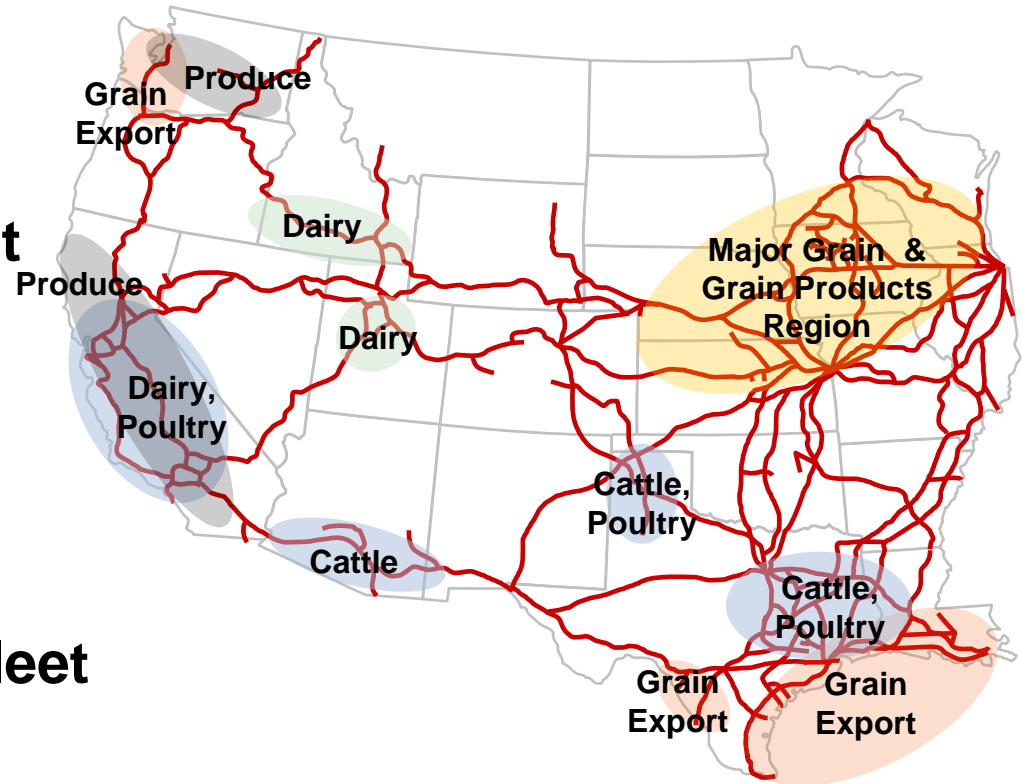 Produce
Grain
Export
Dairy
t
Major Grain &
Grain Products
Region
Produce
Dairy
Dairy,
Poultry
Cattle,
Poultry
Cattle
Cattle,
Poultry
leet
Grain
Export
Grain
Export